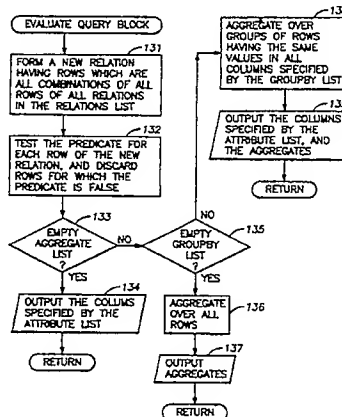 EVALUATE QUERY BLOCK
131
FORM A NEW RELATION
HAVING ROWS WHICH ARE
ALL COMBINATIONS OF ALL
ROWS OF ALL RELATIONS
IN THE RELATIONS LIST
132
TEST THE PREDICATE FOR
EACH ROW OF THE NEW
RELATION, AND DISCARD
ROWS FOR WHICH THE
PREDICATE IS FALSE
133
EMPTY
AGGREGATE
LIST
?
NO
YES
134
OUTPUT THE COLUMS
SPECIFIED BY THE
ATTRIBUTE LIST
RETURN
135
EMPTY
GROUPBY
LIST
?
NO
YES
136
AGGREGATE
OVER ALL
ROWS
137
OUTPUT
AGGREGATES
RETURN
13
AGGREGATE OVER
GROUPS OF ROWS
HAVING THE SAME
VALUES IN ALL
COLUMNS SPECIFIED
BY THE GROUPBY LIST
13
OUTPUT THE COLUMNS
SPECIFIED BY THE
ATTRIBUTE LIST, AND
THE AGGREGATES
RETURN